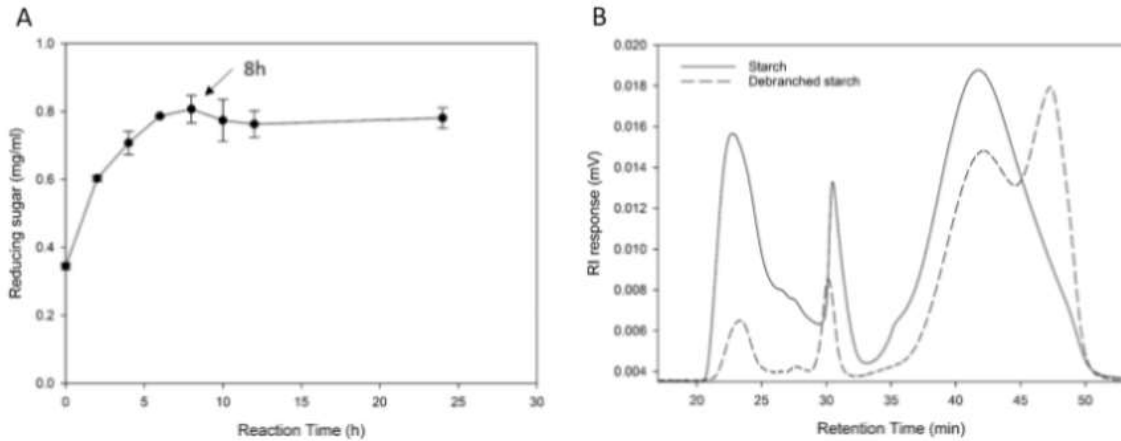 A
8h
Reducing sugar (mg/ml)
1.0
0.8
0.6
0.4
0.2
0.0
0 5 10 15 20 25 30
Reaction Time (h)
B
Starch
Debranched starch
RI response (mV)
0.020
0.018
0.016
0.014
0.012
0.010
0.008
0.006
0.004
20 25 30 35 40 45 50
Retention Time (min)